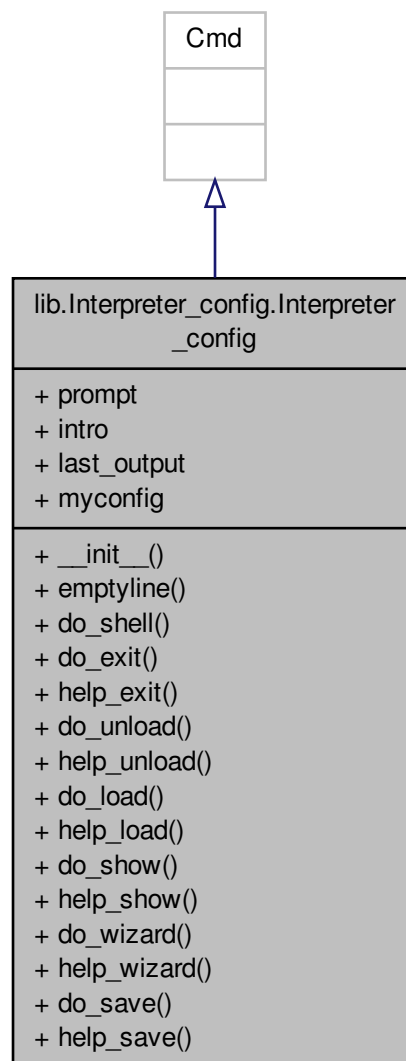 Cmd
lib.Interpreter_config.Interpreter
_config
+ prompt
+ intro
+ last_output
+ myconfig
+ __init__()
+ emptyline()
+ do_shell()
+ do_exit()
+ help_exit()
+ do_unload()
+ help_unload()
+ do_load()
+ help_load()
+ do_show()
+ help_show()
+ do_wizard()
+ help_wizard()
+ do_save()
+ help_save()